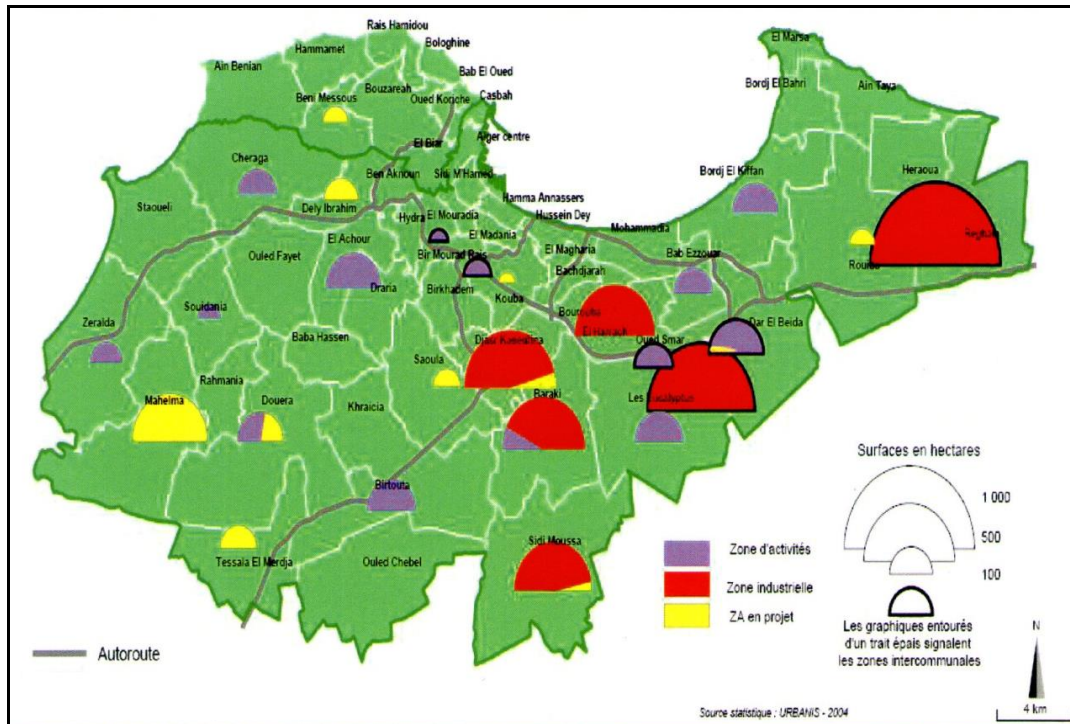 Rais Hamidou
Hammamet
Bologhine
El Marsa
Ain Benian
Bab El Oued
Bordj El Bahri
Ain Taya
Bouzareah
Beni Messous
Oued Koriche
Casbah
Alger centre
El Biar
Cheraga
Ben Aknoun
Sidi M'Hamed
Bordj El Kiffan
Heraoua
Staoueli
Dely Ibrahim
Hamma Annassers
Hydra
El Mouradia
Hussein Dey
Mohammadia
El Achour
El Madania
Reghaia
Ouled Fayet
Bir Mourad Rais
El Magharia
Bab Ezzouar
Bachdjarah
Rouiba
Draria
Birkhadem
Kouba
Souidania
Bourouba
Zeralda
Baba Hassen
El Harrach
Dar El Beida
Djasr Kasentina
Oued Smar
Saoula
Rahmania
Baraki
Mahelma
Douera
Khraicia
Les Eucalyptus
Birtouta
Sidi Moussa
Tessala El Merdja
Ouled Chebel
Surfaces en hectares
1 000
500
100
Zone d'activités
Zone industrielle
ZA en projet
Les graphiques entourés
d'un trait épais signalent
les zones intercommunales
Autoroute
N
4 km
Source statistique : URBANIS - 2004